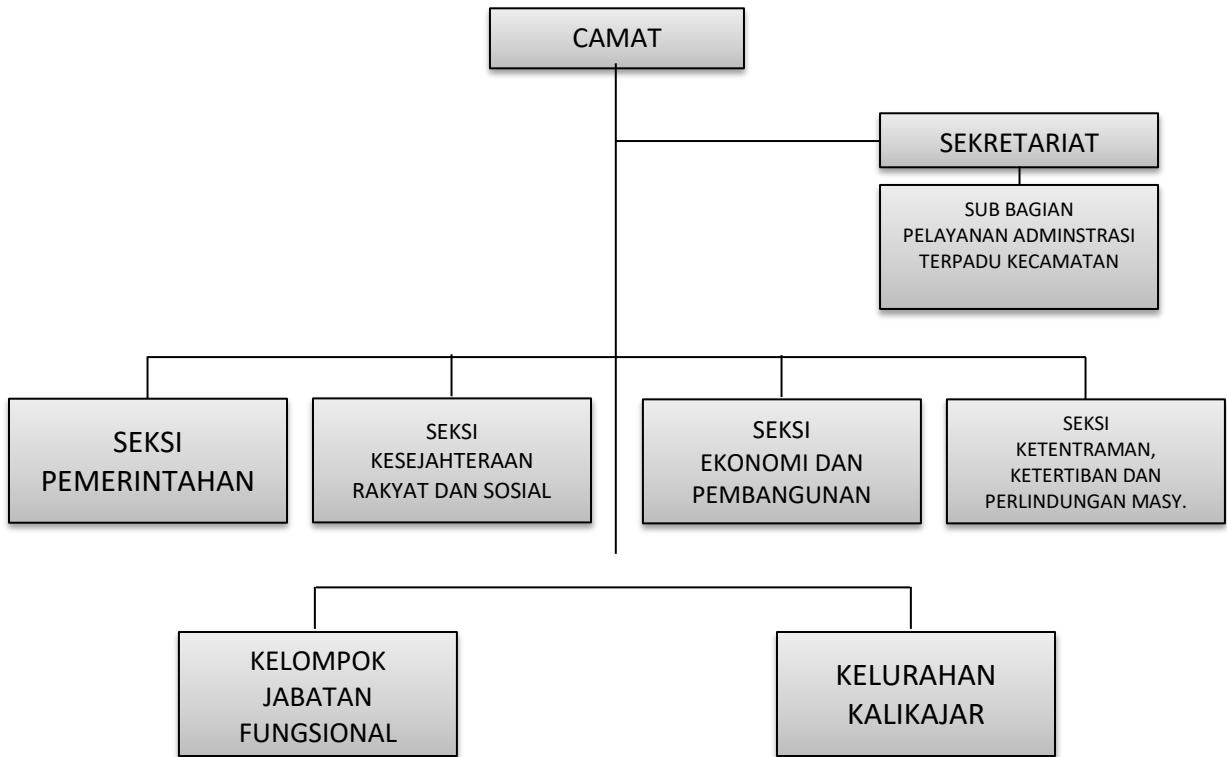 CAMAT
SEKRETARIAT
SUB BAGIAN
PELAYANAN ADMINSTRASI
TERPADU KECAMATAN
SEKSI
PEMERINTAHAN
SEKSI
KESEJAHTERAAN
RAKYAT DAN SOSIAL
SEKSI
EKONOMI DAN
PEMBANGUNAN
SEKSI
KETENTRAMAN,
KETERTIBAN DAN
PERLINDUNGAN MASY.
KELOMPOK
JABATAN
FUNGSIONAL
KELURAHAN
KALIKAJAR